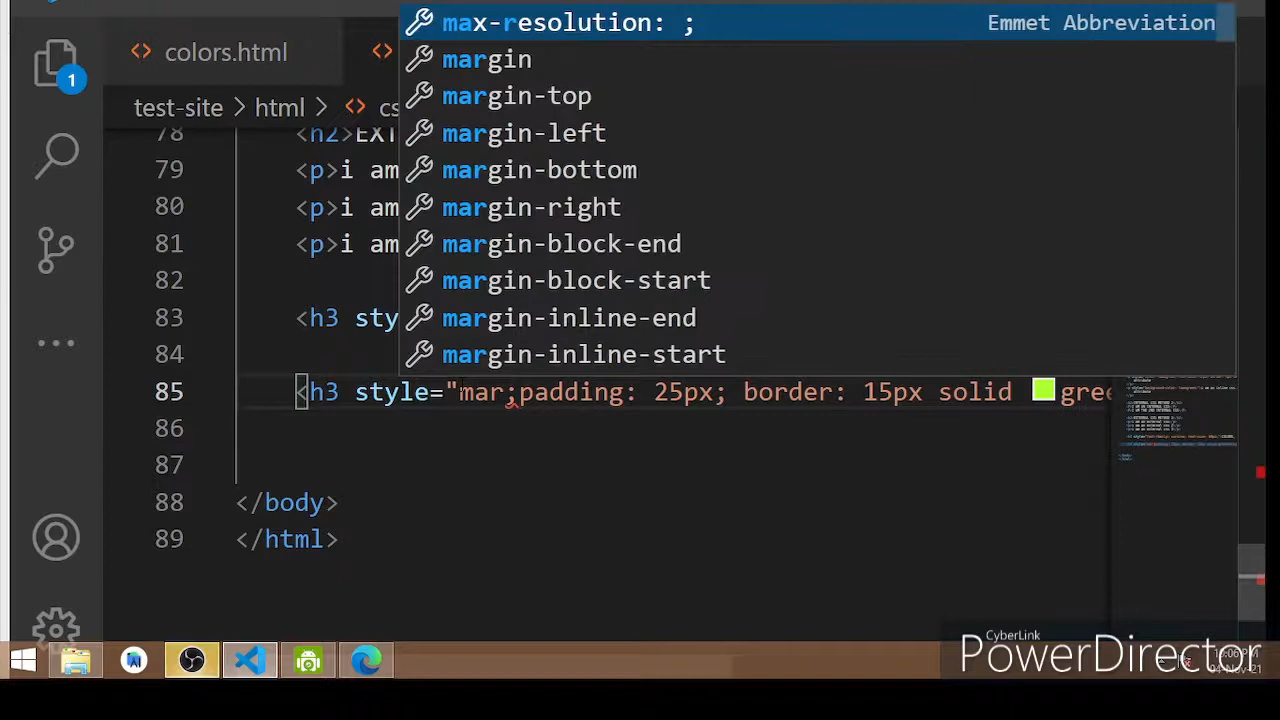 max-resolution: ; Emmet Abbreviation
margin
margin-top
margin-left
margin-bottom
margin-right
margin-block-end
margin-block-start
margin-inline-end
margin-inline-start
colors.html
1
test-site > html > <> cs
78 <h2>EXT
79 <p>i am
80 <p>i am
81 <p>i am
82
83 <h3 sty
84
85 <h3 style="mar;padding: 25px; border: 15px solid gree
86
87
88 </body>
89 </html>
CyberLink
PowerDirector
04-Nov-21